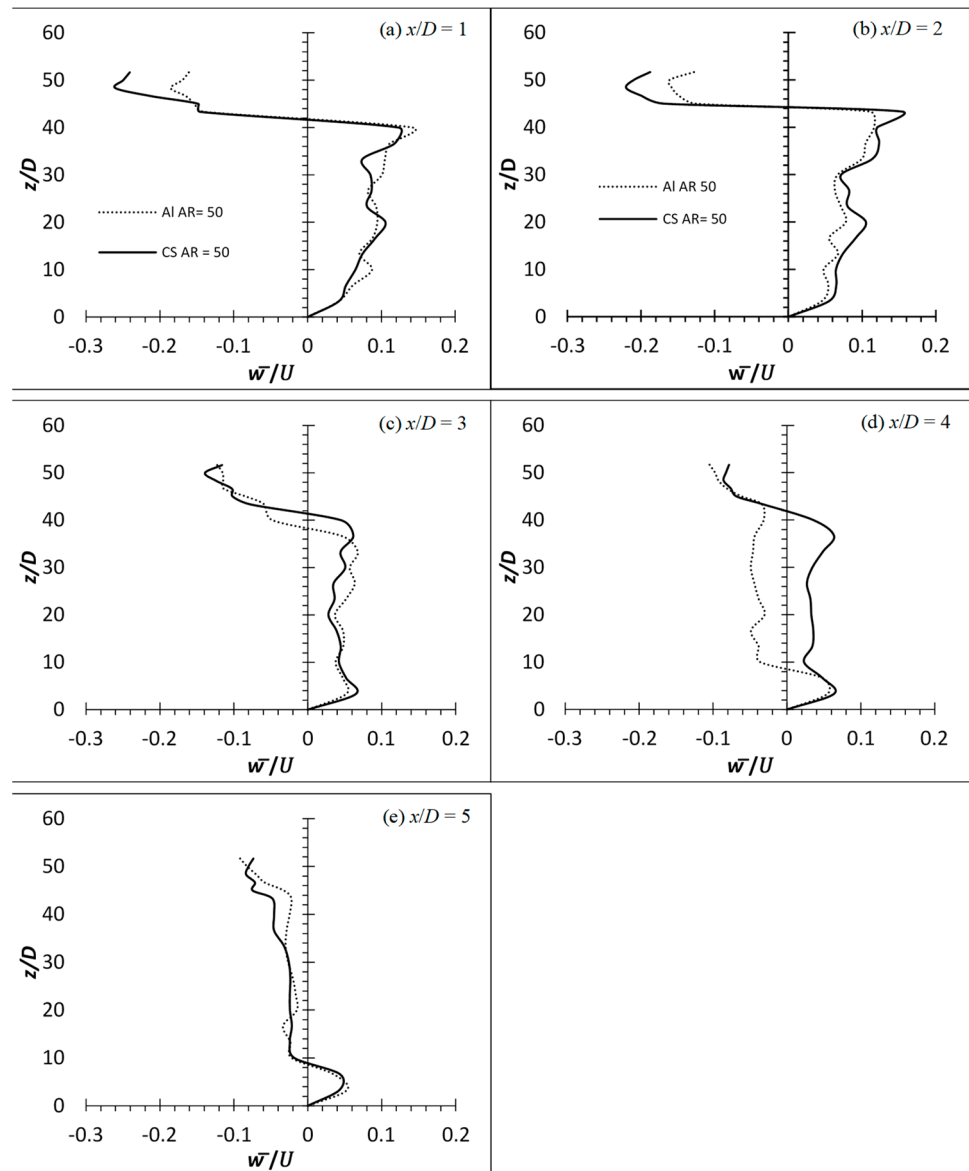 (a) x/D = 1
60
50
40
30
20
10
0
z/D
Al AR= 50
CS AR = 50
-0.3 -0.2 -0.1 0 0.1 0.2
w̄/U
(b) x/D = 2
60
50
40
30
20
10
0
z/D
Al AR 50
CS AR= 50
-0.3 -0.2 -0.1 0 0.1 0.2
w̄/U
(c) x/D = 3
60
50
40
30
20
10
0
z/D
-0.3 -0.2 -0.1 0 0.1 0.2
w̄/U
(d) x/D = 4
60
50
40
30
20
10
0
z/D
-0.3 -0.2 -0.1 0 0.1 0.2
w̄/U
(e) x/D = 5
60
50
40
30
20
10
0
z/D
-0.3 -0.2 -0.1 0 0.1 0.2
w̄/U